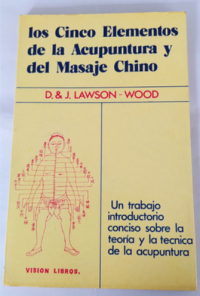 los Cinco Elementos
de la Acupuntura y
del Masaje Chino
D. & J. LAWSON-WOOD
Un trabajo
introductorio
conciso sobre la
teoría y la tecnica
de la acupuntura
VISION LIBROS.